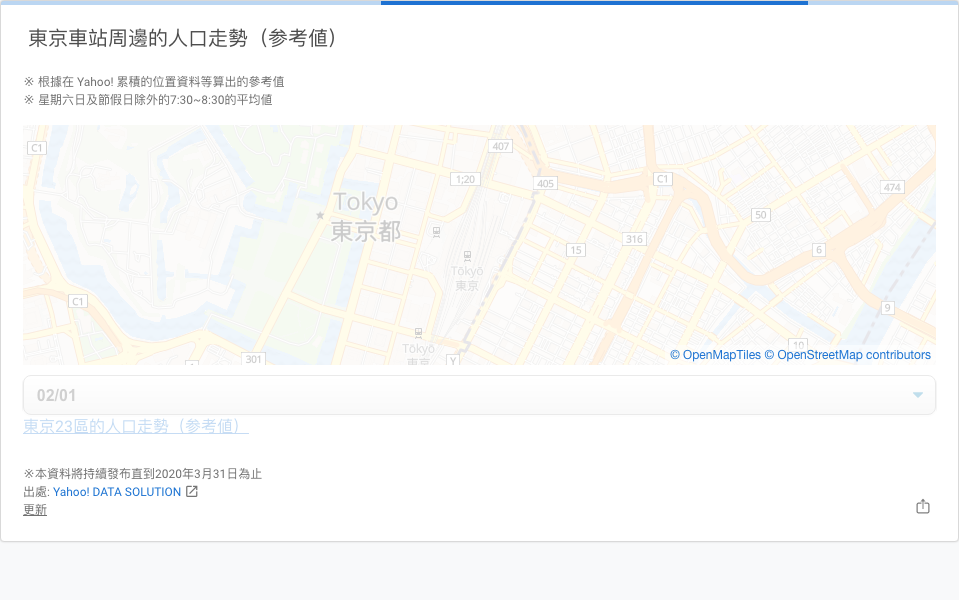 東京車站周邊的人口走勢（參考值）
※ 根據在 Yahoo! 累積的位置資料等算出的參考值
※ 星期六日及節假日除外的7:30~8:30的平均值
C1
407
1;20
405
C1
474
Tokyo
東京都
50
316
15
6
Tōkyō
東京
C1
9
Tōkyō
東京
301
1
Y
10
© OpenMapTiles © OpenStreetMap contributors
02/01
東京23區的人口走勢（參考值）
※本資料將持續發布直到2020年3月31日為止
出處: Yahoo! DATA SOLUTION
更新